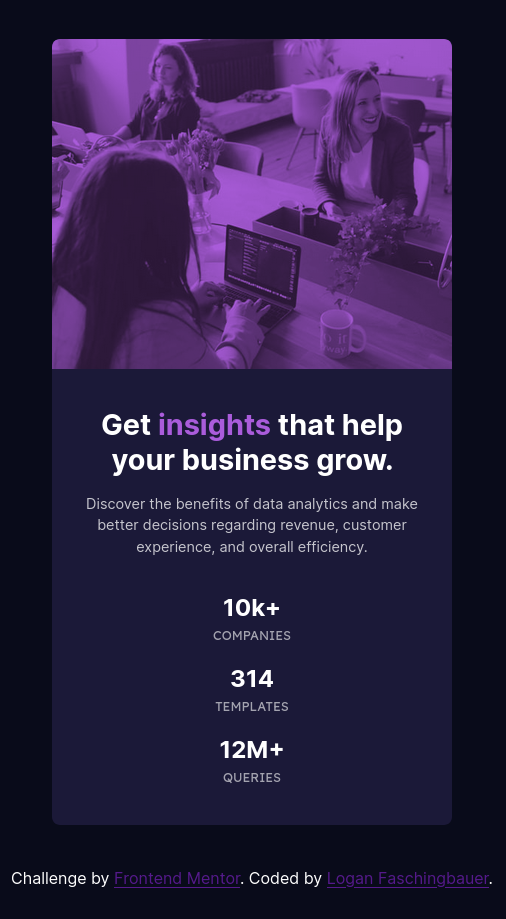 Get insights that help
your business grow.
Discover the benefits of data analytics and make
better decisions regarding revenue, customer
experience, and overall efficiency.
10k+
COMPANIES
314
TEMPLATES
12M+
QUERIES
Challenge by Frontend Mentor. Coded by Logan Faschingbauer.